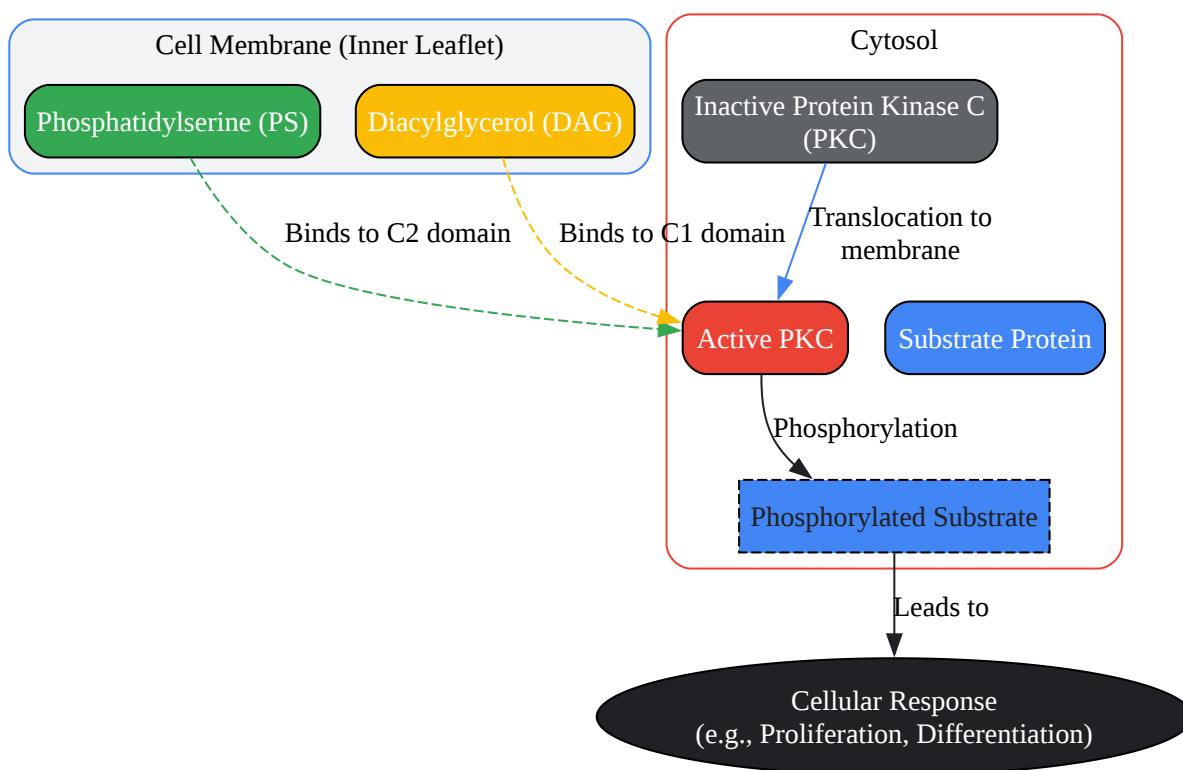 Cell Membrane (Inner Leaflet)
Cytosol
Phosphatidylserine (PS)
Diacylglycerol (DAG)
Inactive Protein Kinase C
(PKC)
Binds to C2 domain
Binds to C1 domain
Translocation to
membrane
Active PKC
Substrate Protein
Phosphorylation
Phosphorylated Substrate
Leads to
Cellular Response
(e.g., Proliferation, Differentiation)